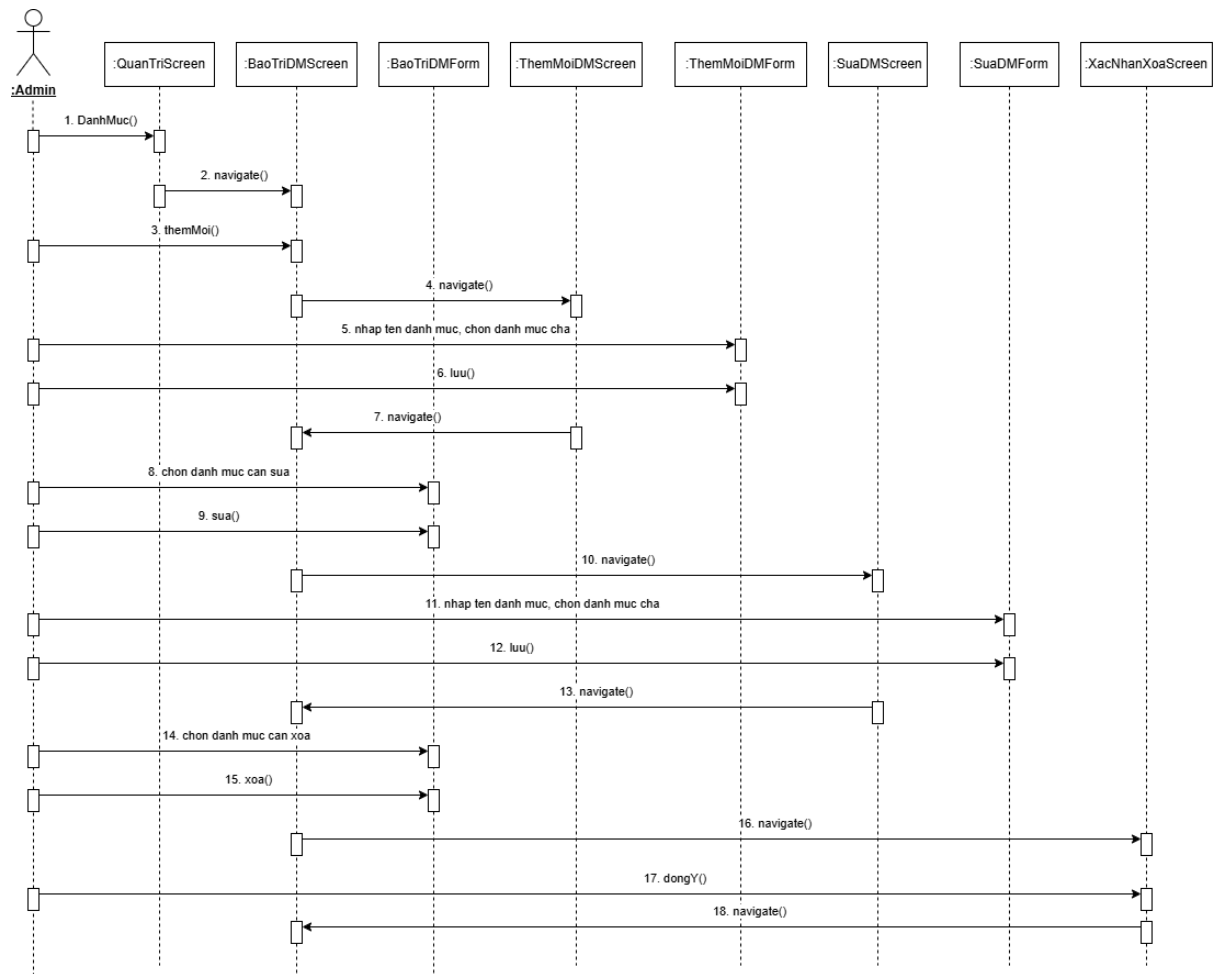 :QuanTriScreen
:BaoTriDMScreen
:BaoTriDMForm
:ThemMoiDMScreen
:ThemMoiDMForm
:SuaDMScreen
:SuaDMForm
:XacNhanXoaScreen
:Admin
1. DanhMuc()
2. navigate()
3. themMoi()
4. navigate()
5. nhap ten danh muc, chon danh muc cha
6. luu()
7. navigate()
8. chon danh muc can sua
9. sua()
10. navigate()
11. nhap ten danh muc, chon danh muc cha
12. luu()
13. navigate()
14. chon danh muc can xoa
15. xoa()
16. navigate()
17. dongY()
18. navigate()